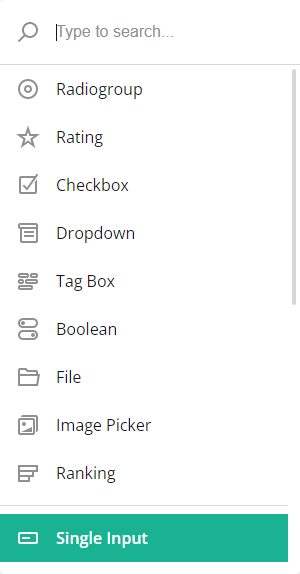 Type to search...
Radiogroup
Rating
Checkbox
Dropdown
Tag Box
Boolean
File
Image Picker
Ranking
Single Input